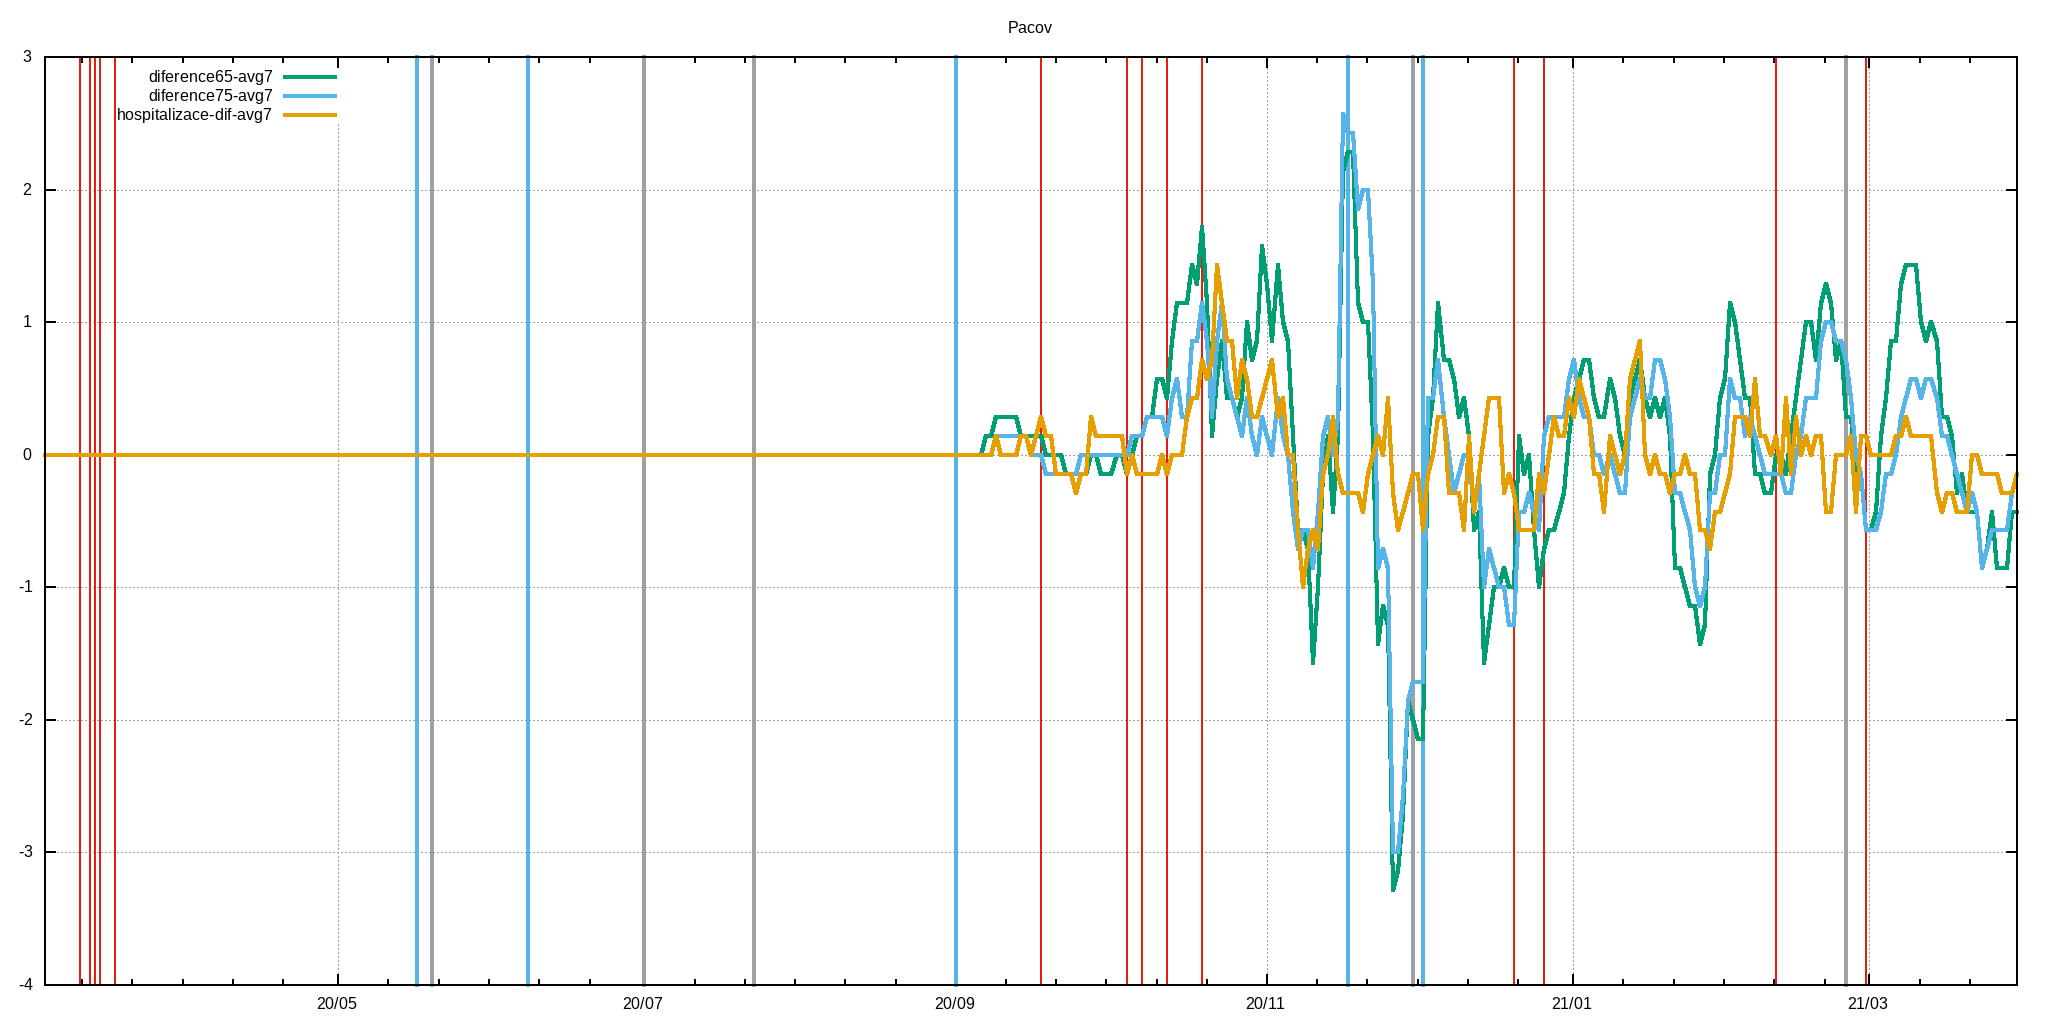 Pacov
3
diference65-avg7
diference75-avg7
hospitalizace-dif-avg7
2
1
0
-1
-2
-3
-4
20/05 20/07 20/09 20/11 21/01 21/03